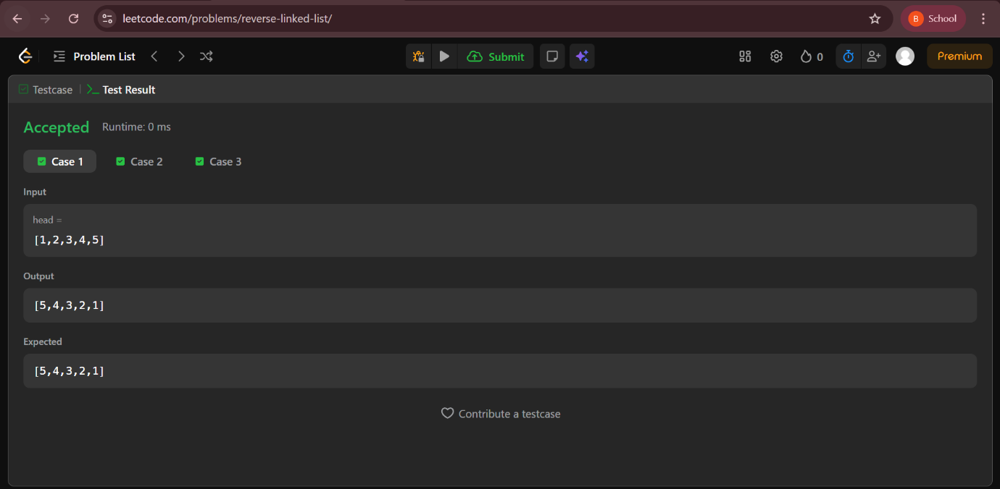 leetcode.com/problems/reverse-linked-list/
B School
Problem List Submit 0 Premium
Testcase | Test Result
Accepted Runtime: 0 ms
Case 1 Case 2 Case 3
Input
head =
[1,2,3,4,5]
Output
[5,4,3,2,1]
Expected
[5,4,3,2,1]
Contribute a testcase